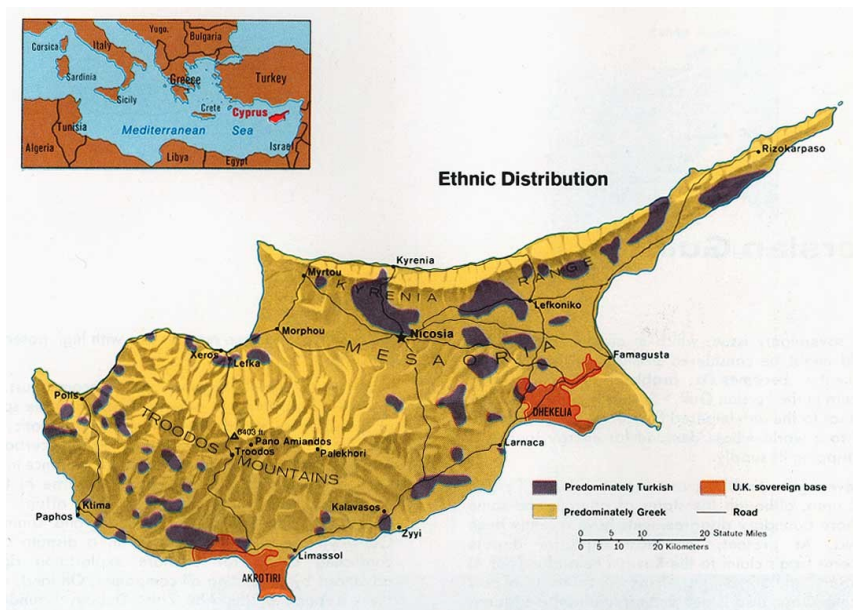 Corsica
Italy
Yugo.
Bulgaria
Sardinia
Greece
Turkey
Sicily
Crete
Cyprus
Tunisia
Mediterranean Sea
Algeria
Libya
Egypt
Israel
Ethnic Distribution
Rizokarpaso
Kyrenia
Myrtou
KYRENIA RANGE
Lefkoniko
Morphou
Nicosia
MESAORIA
Xeros
Lefka
Famagusta
Polis
DHEKELIA
TROODOS MOUNTAINS
6403 ft.
Pano Amiandos
Troodos
Palekhori
Larnaca
Ktima
Paphos
Kalavasos
Zyyi
Limassol
AKROTIRI
Predominately Turkish
U.K. sovereign base
Predominately Greek
Road
0 5 10 20 Statute Miles
0 5 10 20 Kilometers